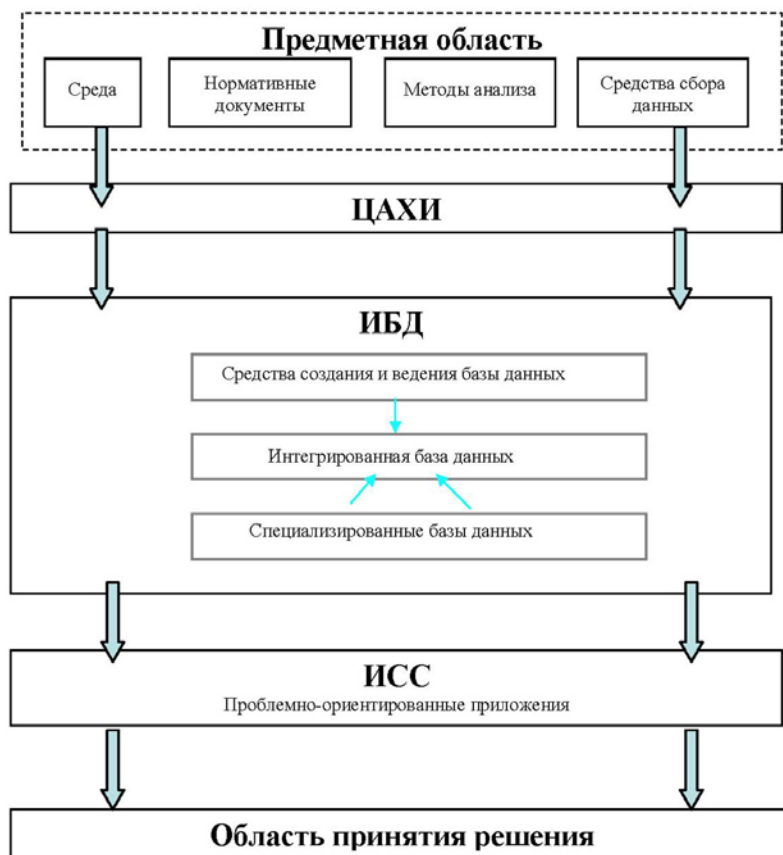 Предметная область
Среда
Нормативные
документы
Методы анализа
Средства сбора
данных
ЦАХИ
ИБД
Средства создания и ведения базы данных
Интегрированная база данных
Специализированные базы данных
ИСС
Проблемно-ориентированные приложения
Область принятия решения